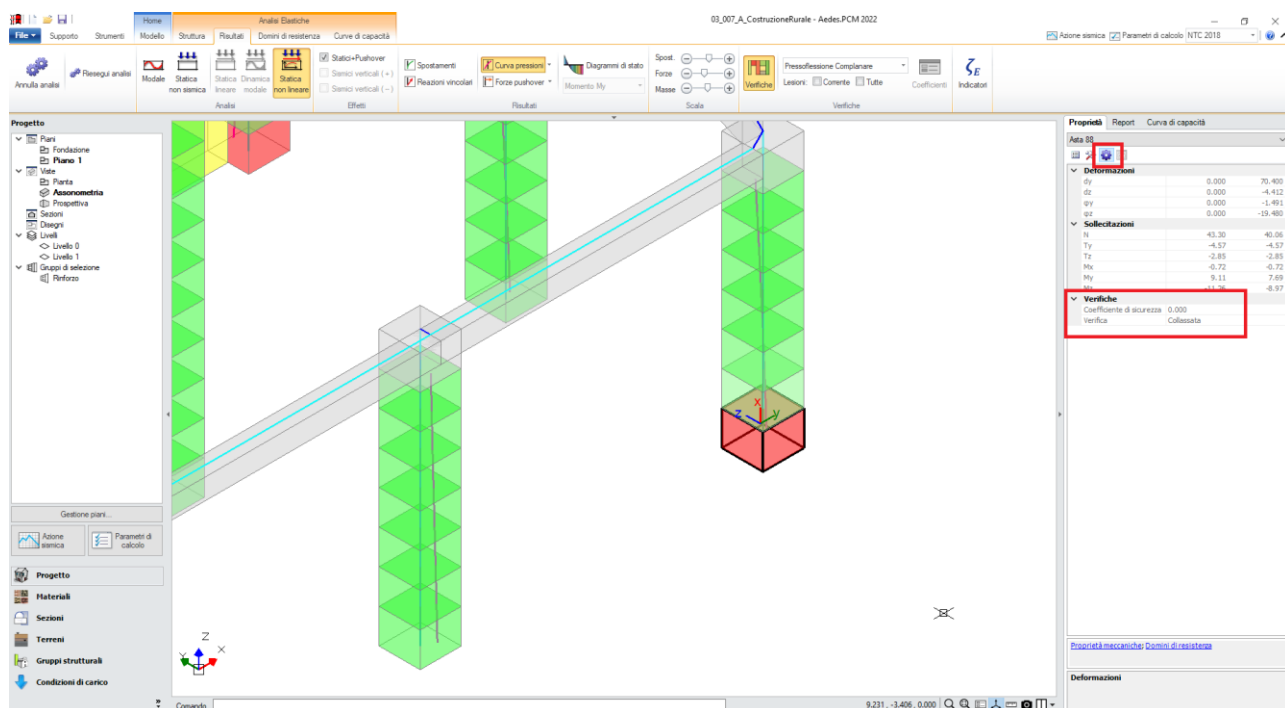 03_007_A_CostruzioneRurale - Aedes.PCM 2022
Home
Analisi Elastiche
File
Supporto
Strumenti
Modello
Struttura
Risultati
Domini di resistenza
Curve di capacità
Azione sismica
Parametri di calcolo
NTC 2018
Annulla analisi
Riesegui analisi
Modale
Statica non sismica
Statica lineare
Dinamica modale
Statica non lineare
Analisi
Statici+Pushover
Sismici verticali (+)
Sismici verticali (−)
Effetti
Spostamenti
Reazioni vincolari
Curva pressioni
Forze pushover
Diagrammi di stato
Momento My
Risultati
Spost.
Forze
Masse
Scala
Verifiche
Pressoflessione Complanare
Lesioni:
Corrente
Tutte
Coefficienti
Verifiche
ζE
Indicatori
Progetto
Piani
Fondazione
Piano 1
Viste
Pianta
Assonometria
Prospettiva
Sezioni
Disegni
Livelli
Livello 0
Livello 1
Gruppi di selezione
Rinforzo
Gestione piani...
Azione sismica
Parametri di calcolo
Progetto
Materiali
Sezioni
Terreni
Gruppi strutturali
Condizioni di carico
X
Z
y
Z
X
Y
Comando
9.231 , -3.406 , 0.000
Proprietà
Report
Curva di capacità
Asta 88
Deformazioni
dy 0.000 70.400
dz 0.000 -4.412
φy 0.000 -1.491
φz 0.000 -19.480
Sollecitazioni
N 43.30 40.06
Ty -4.57 -4.57
Tz -2.85 -2.85
Mx -0.72 -0.72
My 9.11 7.69
-8.97
Verifiche
Coefficiente di sicurezza 0.000
Verifica Collassata
Proprietà meccaniche; Domini di resistenza
Deformazioni